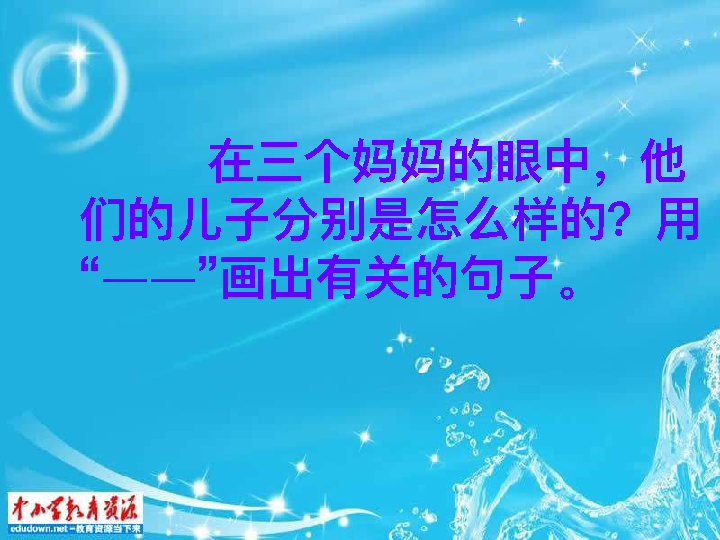 在三个妈妈的眼中，他
们的儿子分别是怎么样的？用
“——”画出有关的句子。
中小学教育资源
edudown.net-教育资源当下来